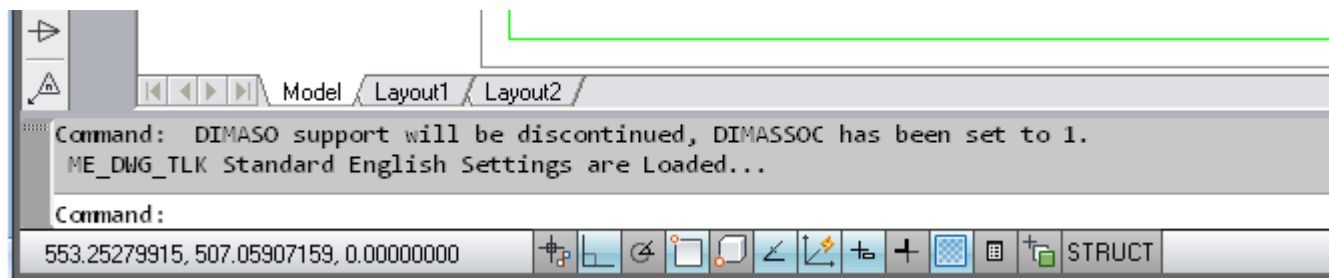 Model Layout1 Layout2
Command: DIMASO support will be discontinued, DIMASSOC has been set to 1.
ME_DWG_TLK Standard English Settings are Loaded...
Command:
553.25279915, 507.05907159, 0.00000000 STRUCT